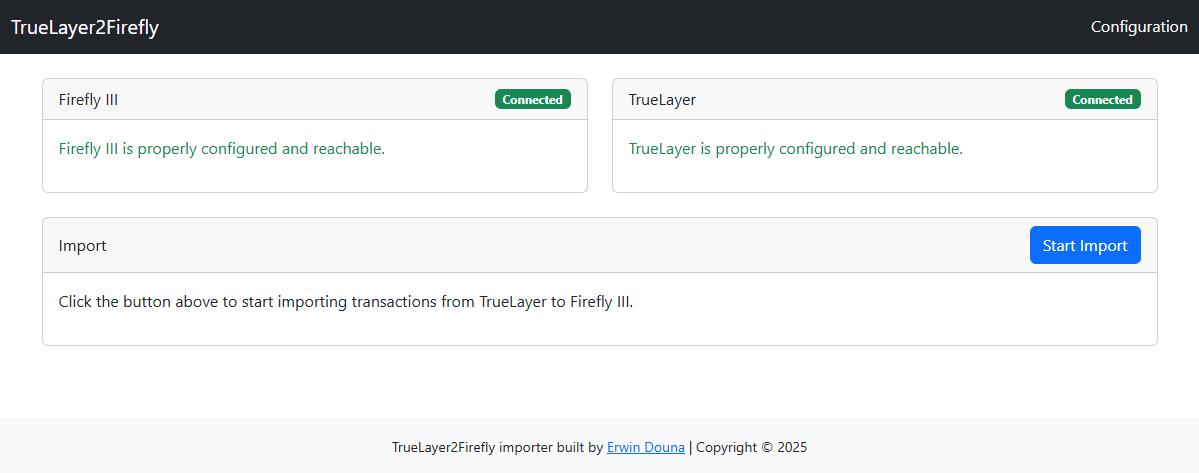 TrueLayer2Firefly
Configuration
Firefly III
Connected
Firefly III is properly configured and reachable.
TrueLayer
Connected
TrueLayer is properly configured and reachable.
Import
Start Import
Click the button above to start importing transactions from TrueLayer to Firefly III.
TrueLayer2Firefly importer built by Erwin Douna | Copyright © 2025